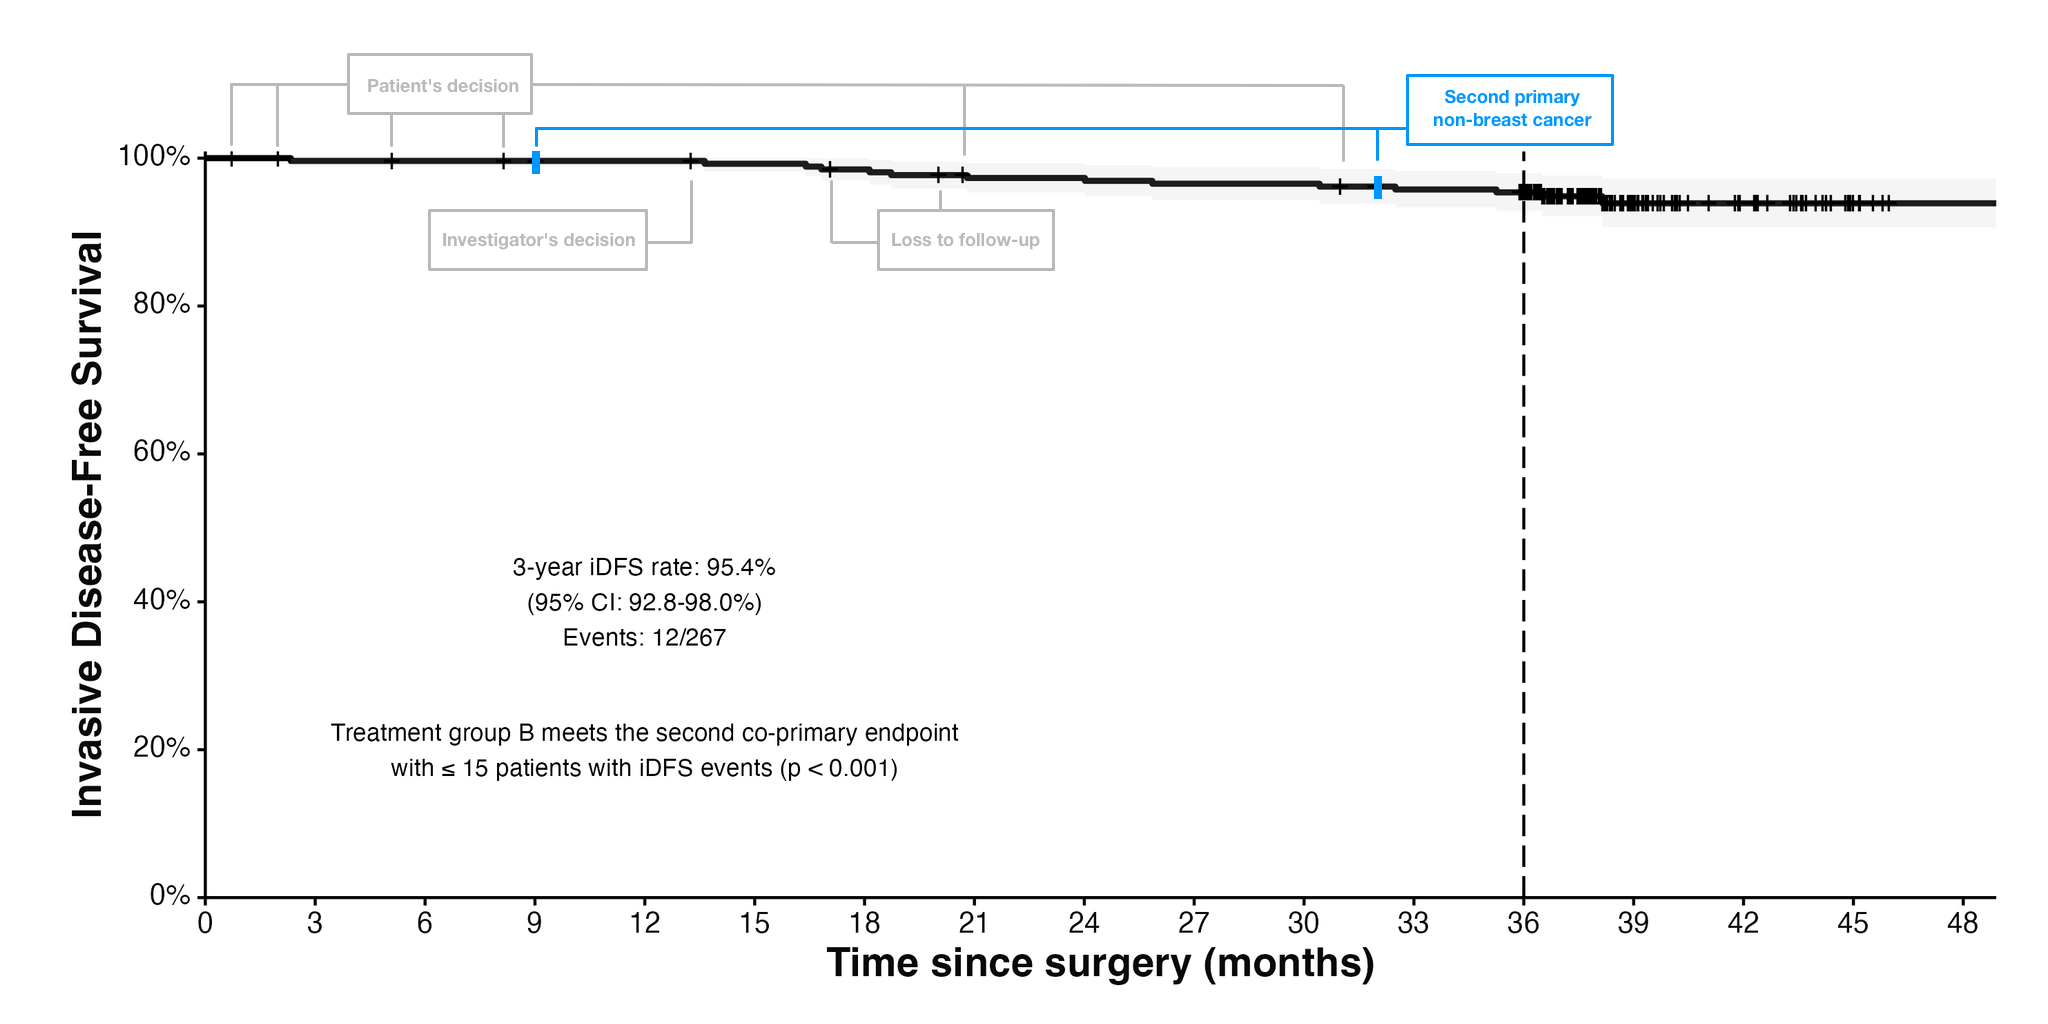 Patient's decision
Second primary
non-breast cancer
Investigator's decision
Loss to follow-up
Invasive Disease-Free Survival
100%
80%
60%
40%
20%
0%
3-year iDFS rate: 95.4%
(95% CI: 92.8-98.0%)
Events: 12/267
Treatment group B meets the second co-primary endpoint
with ≤ 15 patients with iDFS events (p < 0.001)
0 3 6 9 12 15 18 21 24 27 30 33 36 39 42 45 48
Time since surgery (months)